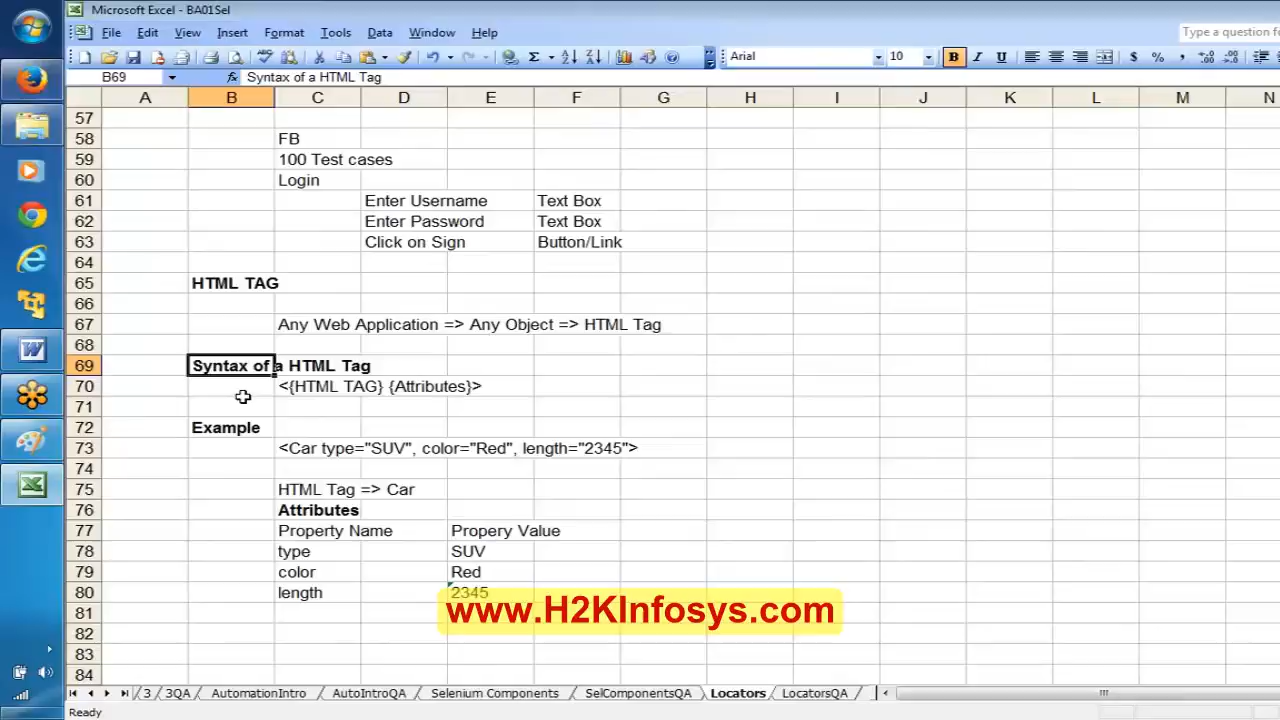 Microsoft Excel - BA01Sel
File Edit View Insert Format Tools Data Window Help
Type a question fo
Arial 10 B I U $ % ,
B69 fx Syntax of a HTML Tag
A B C D E F G H I J K L M N
57
58 FB
59 100 Test cases
60 Login
61 Enter Username Text Box
62 Enter Password Text Box
63 Click on Sign Button/Link
64
65 HTML TAG
66
67 Any Web Application => Any Object => HTML Tag
68
69 Syntax of a HTML Tag
70 <{HTML TAG} {Attributes}>
71
72 Example
73 <Car type="SUV", color="Red", length="2345">
74
75 HTML Tag => Car
76 Attributes
77 Property Name Propery Value
78 type SUV
79 color Red
80 length 2345
www.H2KInfosys.com
81
82
83
84
3 3QA AutomationIntro AutoIntroQA Selenium Components SelComponentsQA Locators LocatorsQA
Ready